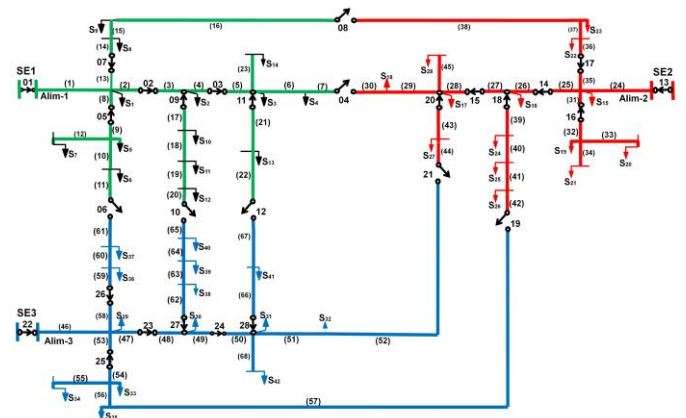 (16) (38)
S₉ (15) (37) S₂₃
(14) S₈ 08 S₂₂ (36)
07 17
SE1 (13) S₁₄ S₂₈ (45) (35) SE2
01 (1) (2) 02 (3) (4) 03 (5) (6) (7) (30) (29) (28) (27) (26) 14 (25) (24) 13
Alim-1 (8) S₁ 09 S₂ 11 S₃ S₄ 04 20 S₁₇ 15 18 S₁₆ (31) S₁₅ Alim-2
05 (17) (21) (43) (39) 16
(12) (9) S₅ S₁₀ S₂₇ (44) S₂₄ (40) (32) (33)
S₇ (10) (18) S₁₁ S₁₃ S₂₅ S₁₉ (34) S₂₀
S₆ (19) (22) 21 (41) S₂₁
(11) (20) S₁₂ S₂₆ (42)
06 10 12 19
(61) (65) (67)
(60) S₃₇ (64) S₄₀
(59) S₃₆ (63) S₃₉ S₄₁
26 (62) S₃₈ (66)
SE3 (58) S₃₂
22 (46) (47) 23 (48) 27 (49) 24 (50) 28 S₃₁ (51) (52)
Alim-3 (53)
25 (68)
(55) (54) S₄₂
S₃₄ (56) S₃₃ (57)
S₃₅